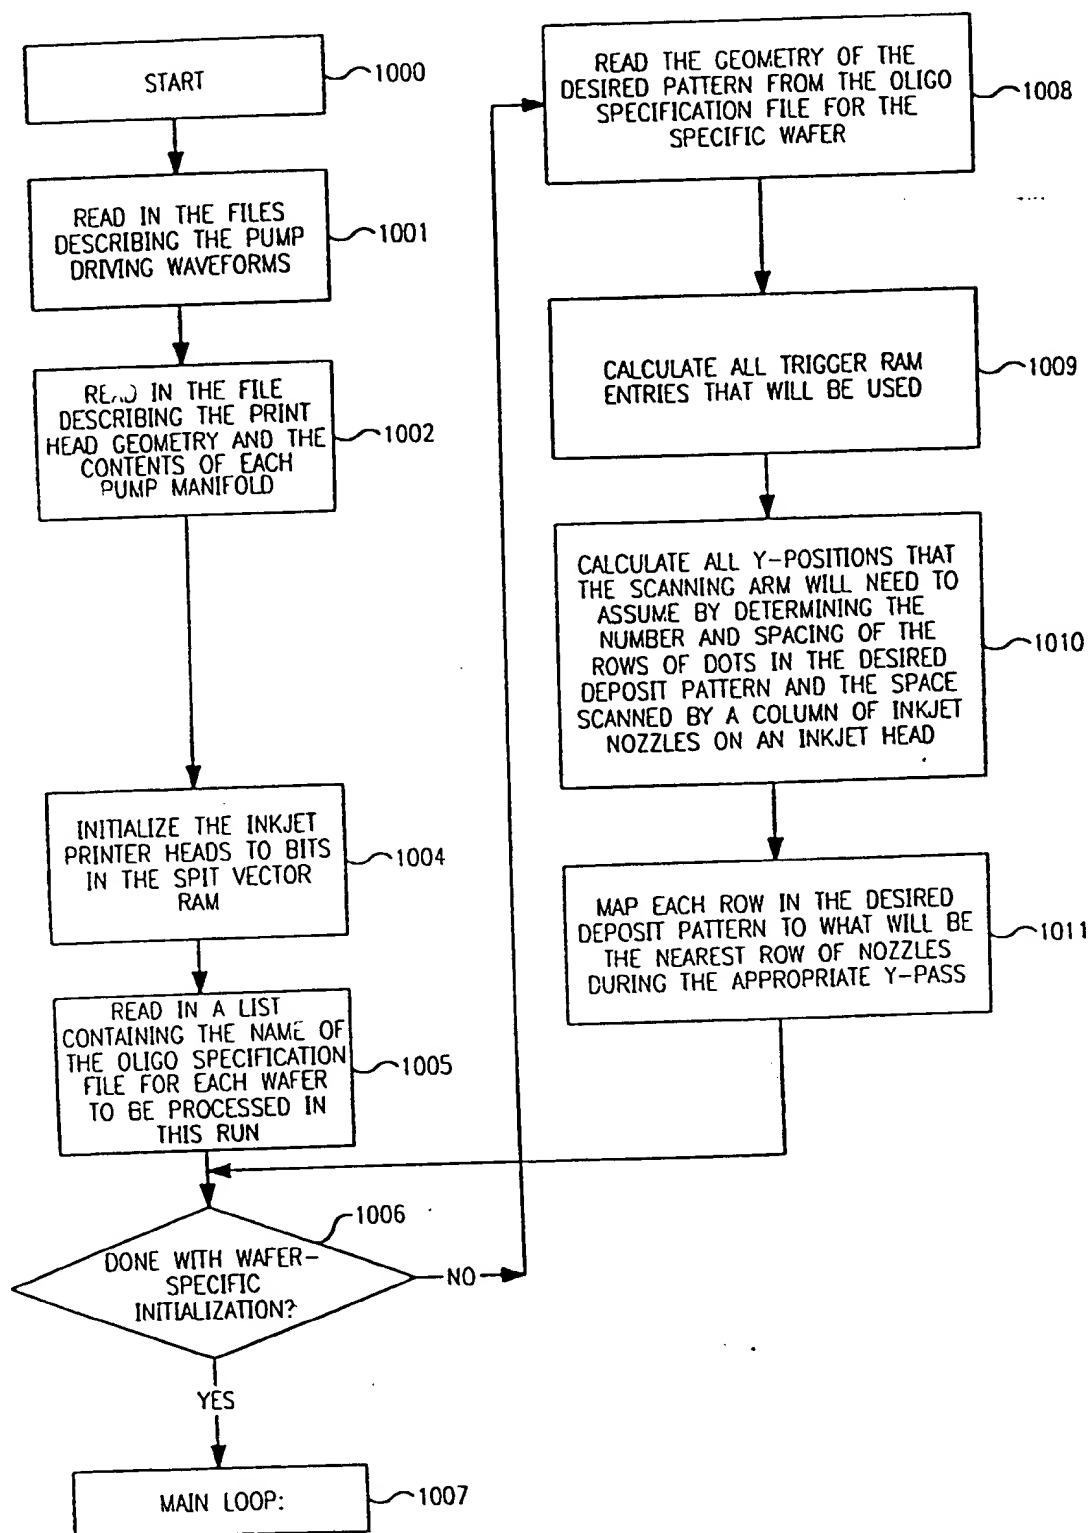 START
1000
READ IN THE FILES
DESCRIBING THE PUMP
DRIVING WAVEFORMS
1001
READ IN THE FILE
DESCRIBING THE PRINT
HEAD GEOMETRY AND THE
CONTENTS OF EACH
PUMP MANIFOLD
1002
INITIALIZE THE INKJET
PRINTER HEADS TO BITS
IN THE SPIT VECTOR
RAM
1004
READ IN A LIST
CONTAINING THE NAME OF
THE OLIGO SPECIFICATION
FILE FOR EACH WAFER
TO BE PROCESSED IN
THIS RUN
1005
DONE WITH WAFER-
SPECIFIC
INITIALIZATION?
1006
NO
YES
MAIN LOOP:
1007
READ THE GEOMETRY OF THE
DESIRED PATTERN FROM THE OLIGO
SPECIFICATION FILE FOR THE
SPECIFIC WAFER
1008
CALCULATE ALL TRIGGER RAM
ENTRIES THAT WILL BE USED
1009
CALCULATE ALL Y-POSITIONS THAT
THE SCANNING ARM WILL NEED TO
ASSUME BY DETERMINING THE
NUMBER AND SPACING OF THE
ROWS OF DOTS IN THE DESIRED
DEPOSIT PATTERN AND THE SPACE
SCANNED BY A COLUMN OF INKJET
NOZZLES ON AN INKJET HEAD
1010
MAP EACH ROW IN THE DESIRED
DEPOSIT PATTERN TO WHAT WILL BE
THE NEAREST ROW OF NOZZLES
DURING THE APPROPRIATE Y-PASS
1011